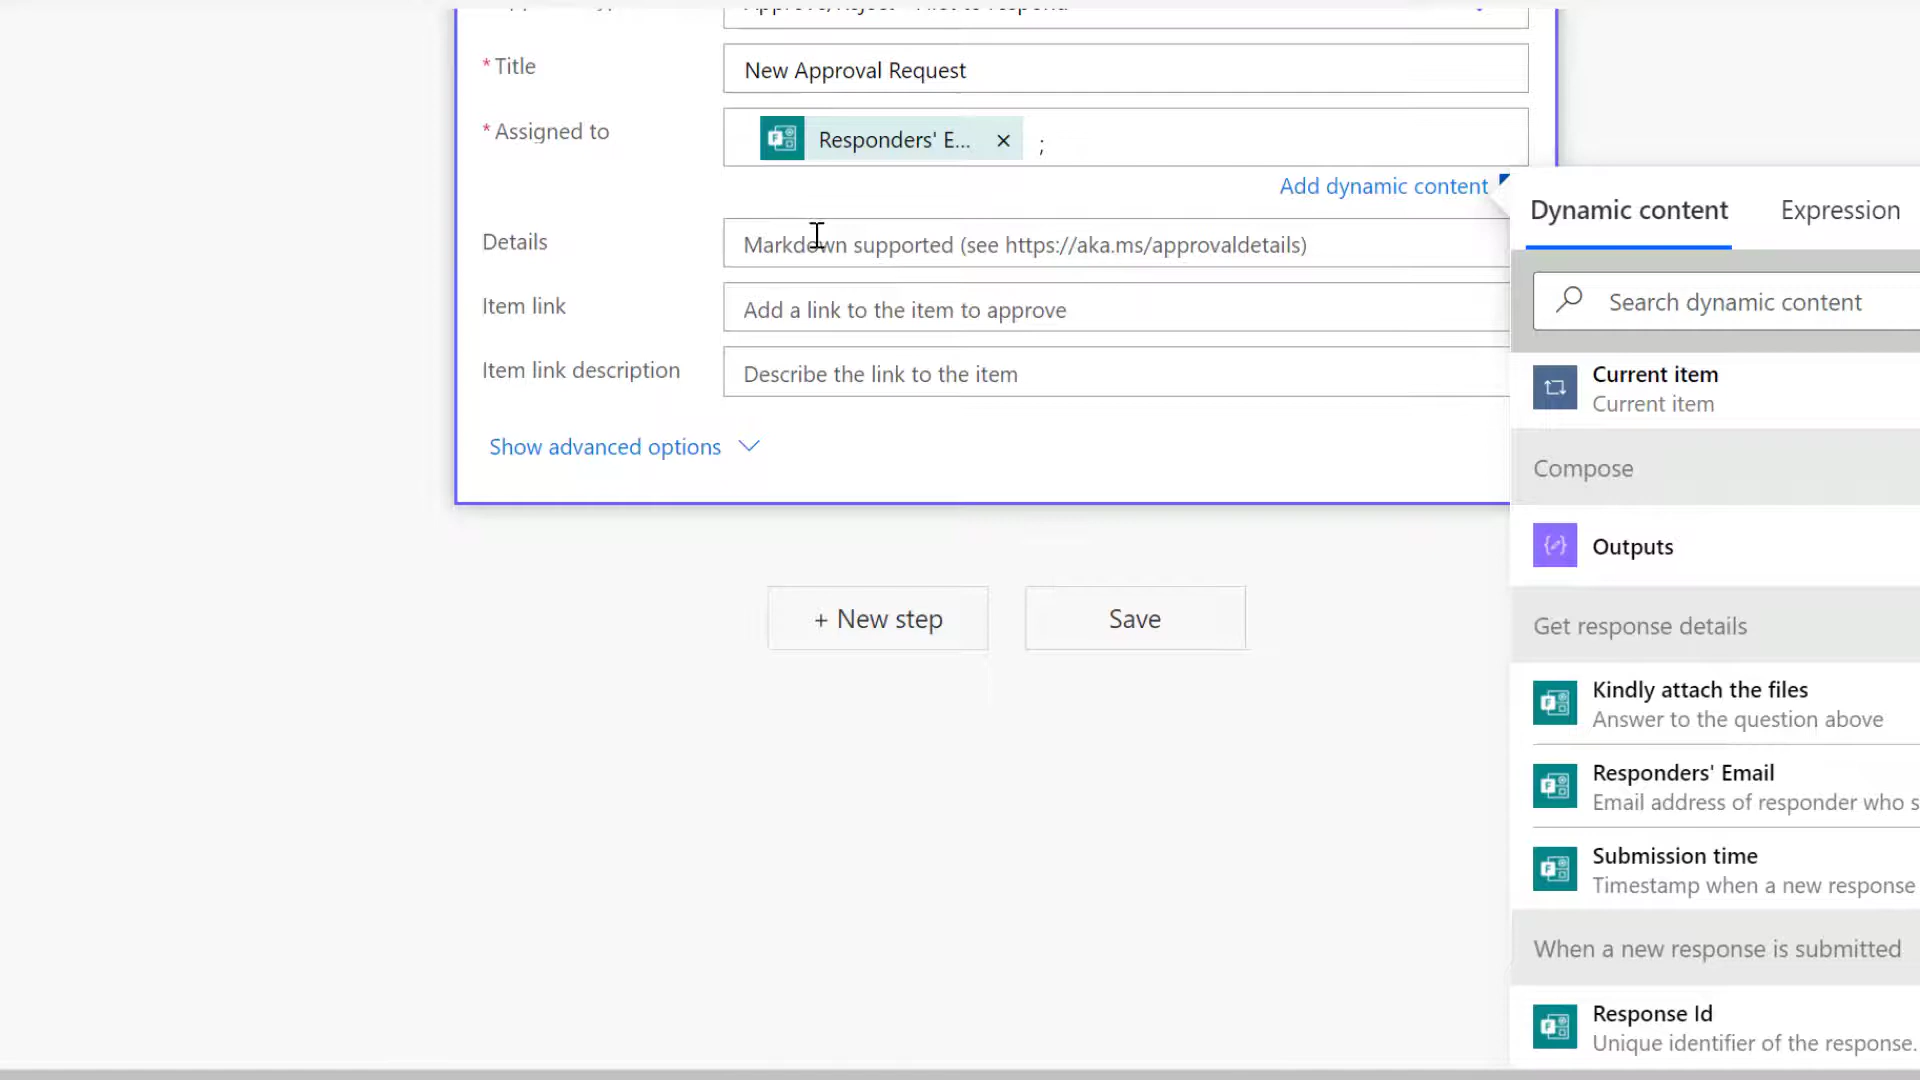 * Title
New Approval Request
* Assigned to
Responders' E... × ;
Add dynamic content
Details
Markdown supported (see https://aka.ms/approvaldetails)
Item link
Add a link to the item to approve
Item link description
Describe the link to the item
Show advanced options
+ New step
Save
Dynamic content
Expression
Search dynamic content
Current item
Current item
Compose
Outputs
Get response details
Kindly attach the files
Answer to the question above
Responders' Email
Email address of responder who s
Submission time
Timestamp when a new response
When a new response is submitted
Response Id
Unique identifier of the response.